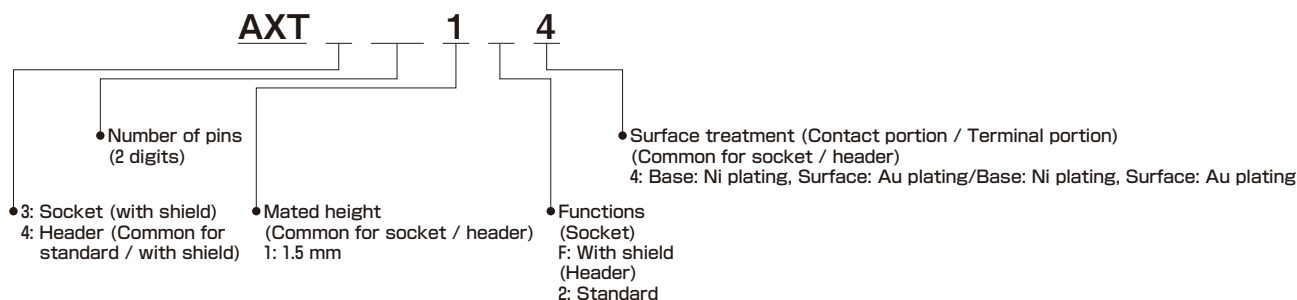 AXT 1 4
Number of pins
(2 digits)
Surface treatment (Contact portion / Terminal portion)
(Common for socket / header)
4: Base: Ni plating, Surface: Au plating/Base: Ni plating, Surface: Au plating
3: Socket (with shield)
4: Header (Common for
standard / with shield)
Mated height
(Common for socket / header)
1: 1.5 mm
Functions
(Socket)
F: With shield
(Header)
2: Standard